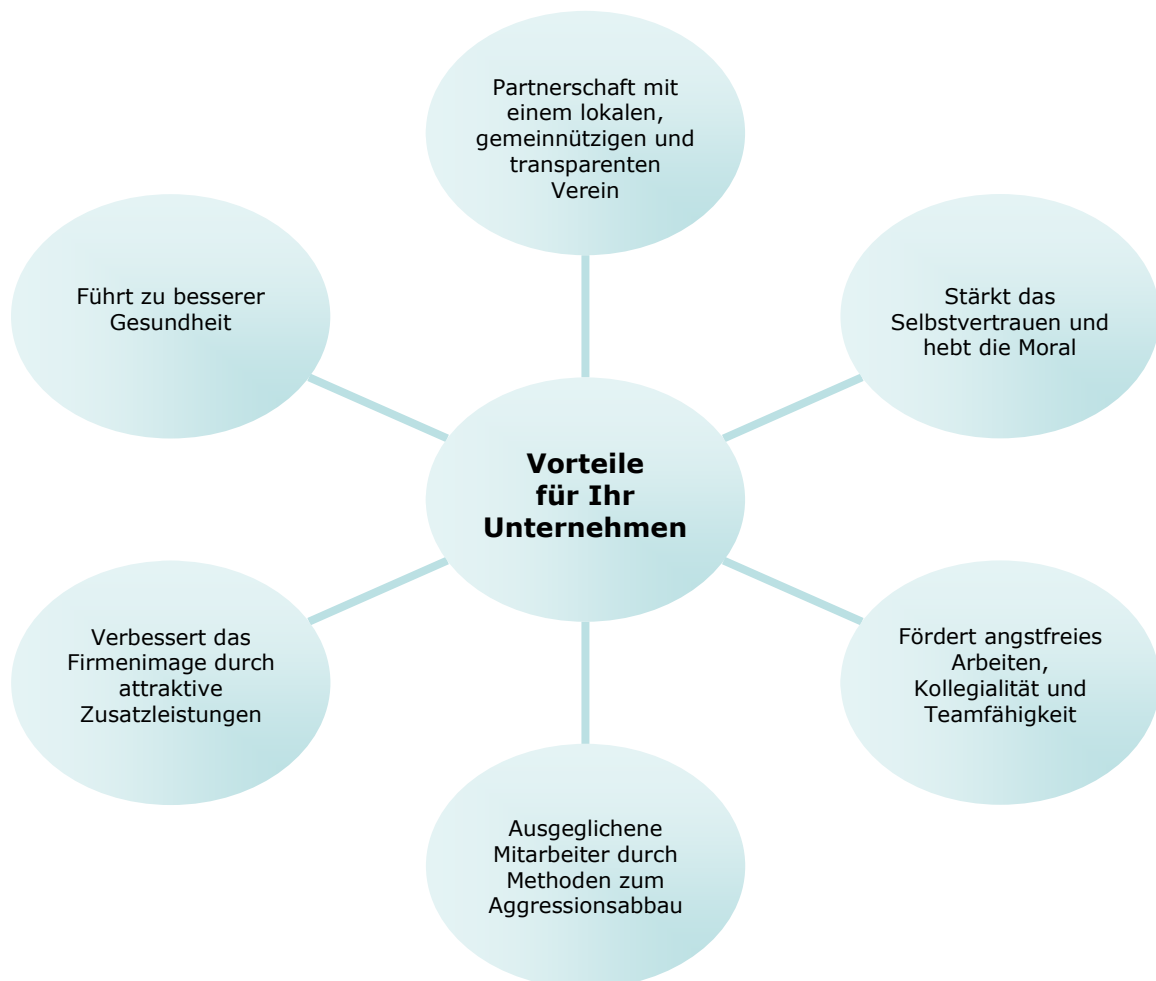 Partnerschaft mit
einem lokalen,
gemeinnützigen und
transparenten
Verein
Führt zu besserer
Gesundheit
Stärkt das
Selbstvertrauen und
hebt die Moral
Vorteile
für Ihr
Unternehmen
Verbessert das
Firmenimage durch
attraktive
Zusatzleistungen
Fördert angstfreies
Arbeiten,
Kollegialität und
Teamfähigkeit
Ausgeglichene
Mitarbeiter durch
Methoden zum
Aggressionsabbau